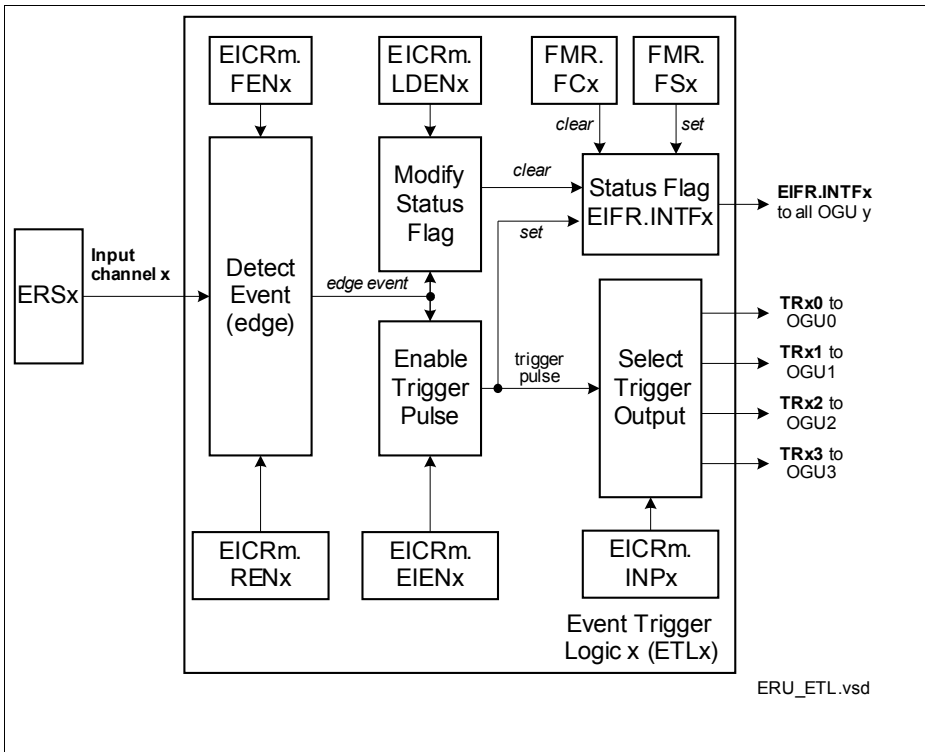 EICRm.
FENx
EICRm.
LDENx
FMR.
FCx
FMR.
FSx
clear
set
Detect
Event
(edge)
Modify
Status
Flag
clear
set
Status Flag
EIFR.INTFx
EIFR.INTFx
to all OGU y
ERSx
Input
channel x
edge event
Enable
Trigger
Pulse
trigger
pulse
Select
Trigger
Output
TRx0 to
OGU0
TRx1 to
OGU1
TRx2 to
OGU2
TRx3 to
OGU3
EICRm.
RENx
EICRm.
EIENx
EICRm.
INPx
Event Trigger
Logic x (ETLx)
ERU_ETL.vsd